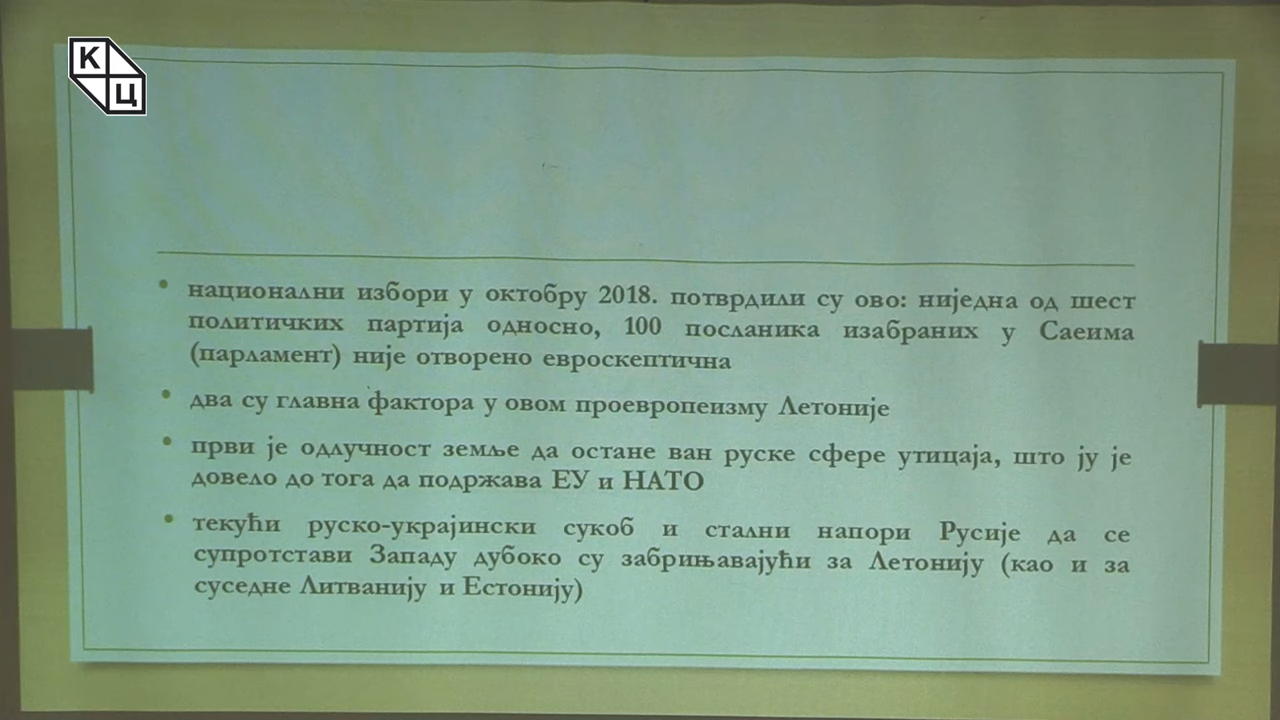 К
Ц
• национални избори у октобру 2018. потврдили су ово: ниједна од шест
политичких партија односно, 100 посланика изабраних у Саеима
(парламент) није отворено евроскептична
• два су главна фактора у овом проевропеизму Летоније
• први је одлучност земље да остане ван руске сфере утицаја, што ју је
довело до тога да подржава ЕУ и НАТО
• текући руско-украјински сукоб и стални напори Русије да се
супротстави Западу дубоко су забрињавајући за Летонију (као и за
суседне Литванију и Естонију)